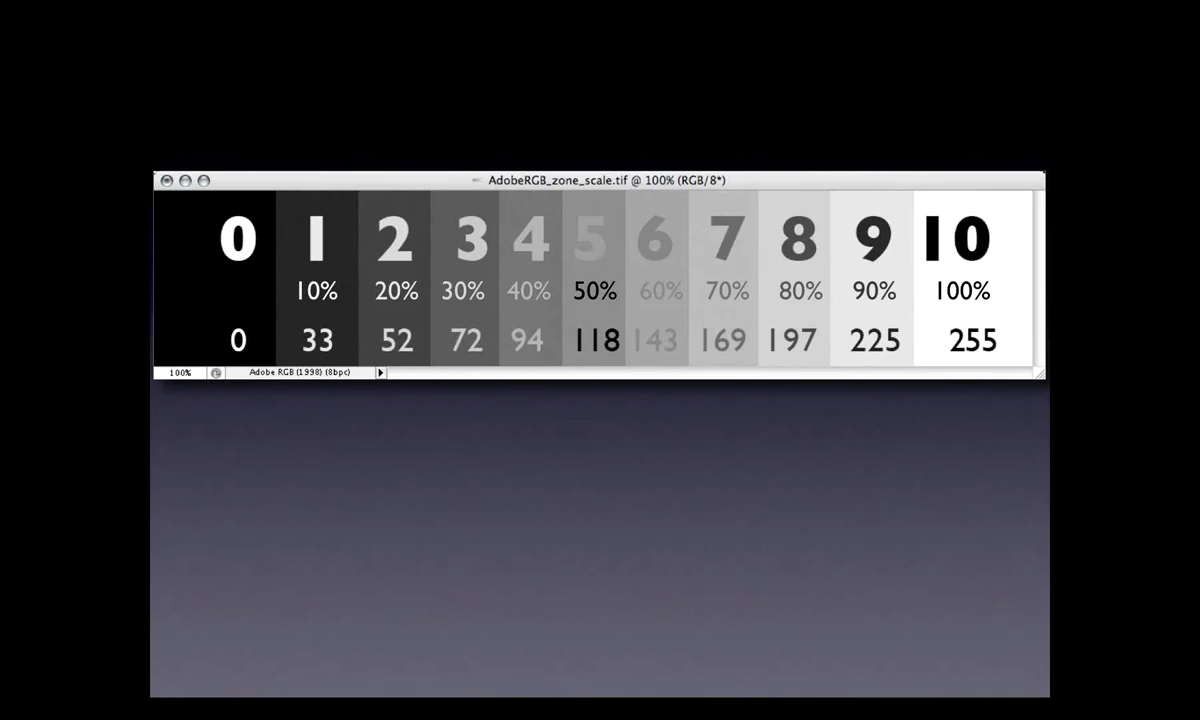 AdobeRGB_zone_scale.tif @ 100% (RGB/8*)
0 1 2 3 4 5 6 7 8 9 10
10% 20% 30% 40% 50% 60% 70% 80% 90% 100%
0 33 52 72 94 118 143 169 197 225 255
100% Adobe RGB (1998) (8bpc)